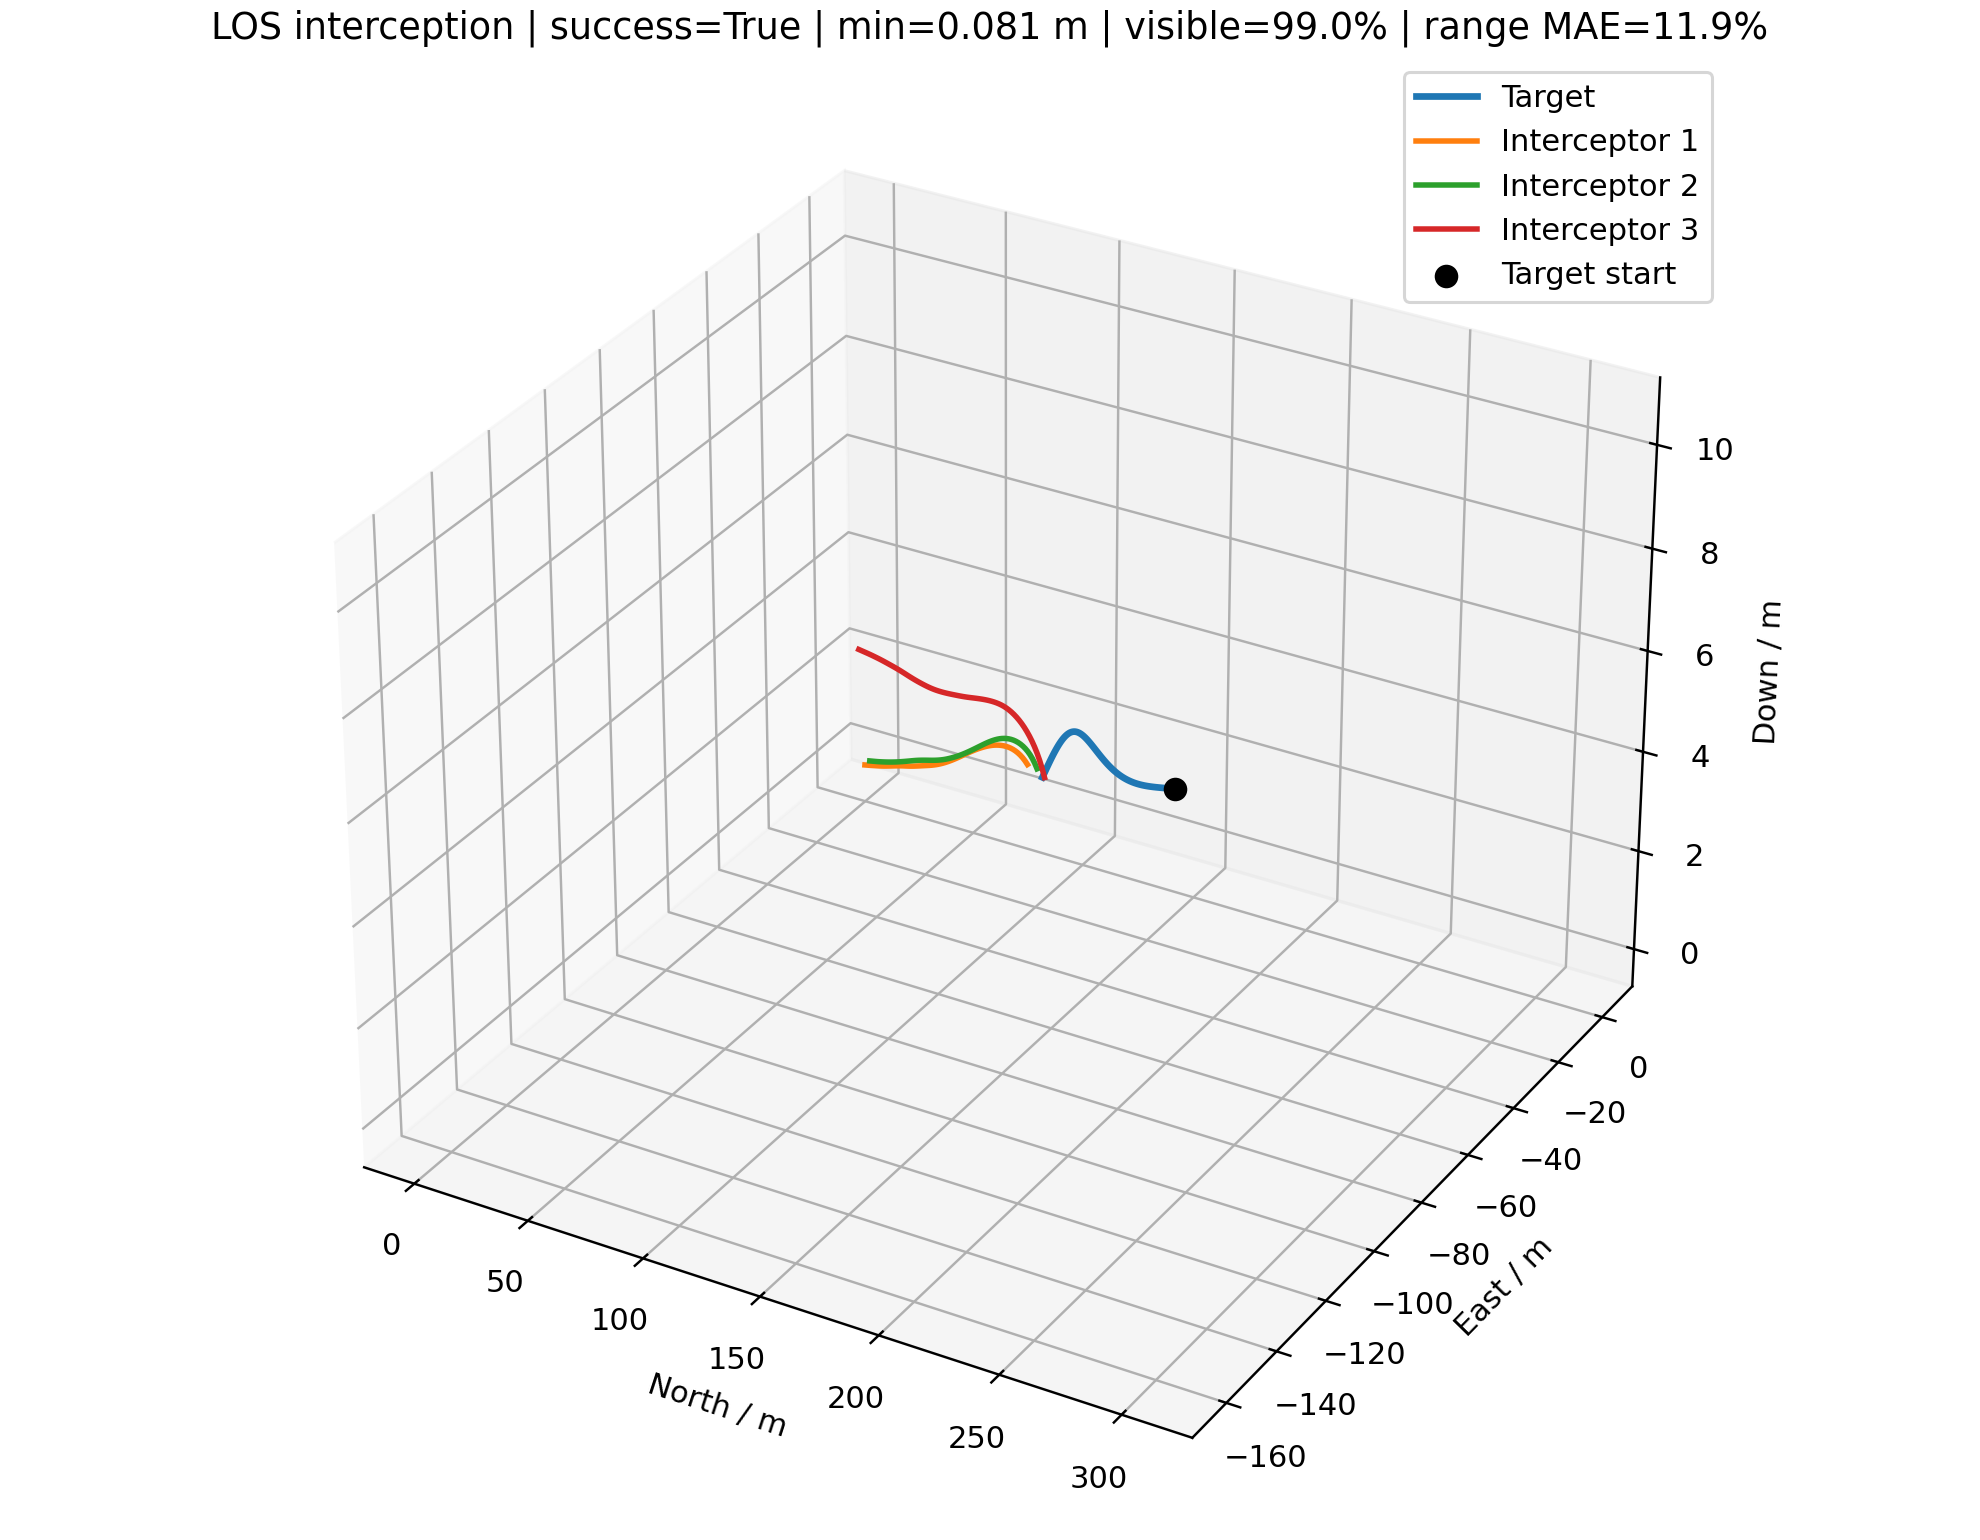 LOS interception | success=True | min=0.081 m | visible=99.0% | range MAE=11.9%
Target
Interceptor 1
Interceptor 2
Interceptor 3
Target start
10
8
6
4
2
0
Down / m
0
−20
−40
−60
−80
−100
−120
−140
−160
East / m
0
50
100
150
200
250
300
North / m